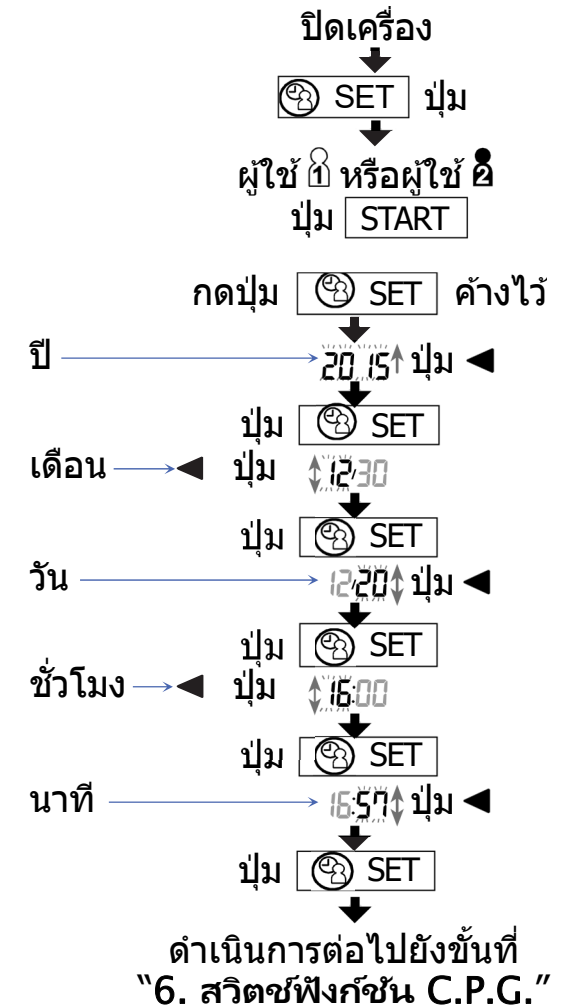 ปิดเครื่อง
SET ปุ่ม
ผู้ใช้ 1 หรือผู้ใช้ 2
ปุ่ม START
กดปุ่ม SET ค้างไว้
ปี 2015 ปุ่ม
ปุ่ม SET
เดือน ปุ่ม 12/30
ปุ่ม SET
วัน 12/20 ปุ่ม
ปุ่ม SET
ชั่วโมง ปุ่ม 16:00
ปุ่ม SET
นาที 16:57 ปุ่ม
ปุ่ม SET
ดำเนินการต่อไปยังขั้นที่
“6. สวิตช์ฟังก์ชัน C.P.G.”